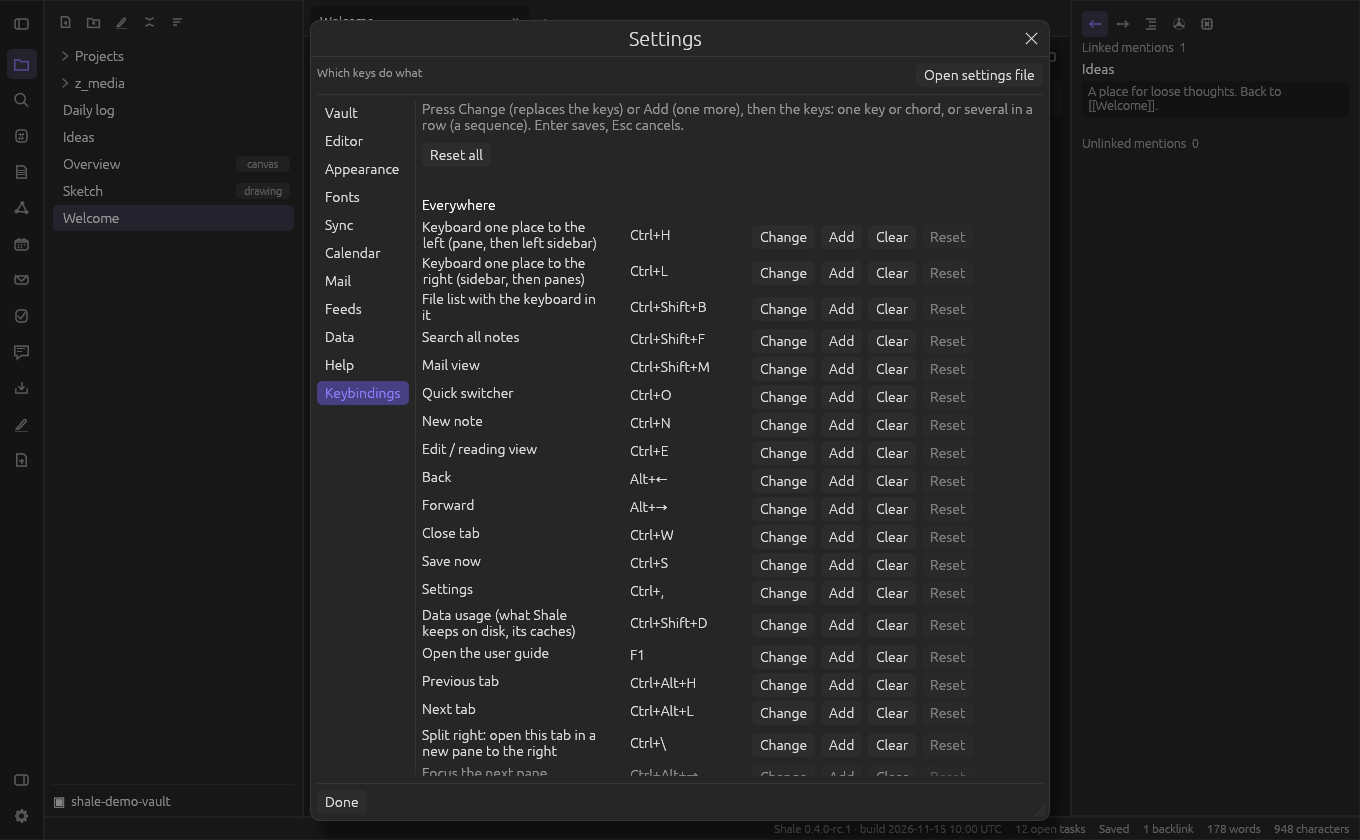 Settings
Which keys do what
Open settings file
Projects
z_media
Daily log
Ideas
Overview
canvas
Sketch
drawing
Welcome
shale-demo-vault
Vault
Editor
Appearance
Fonts
Sync
Calendar
Mail
Feeds
Data
Help
Keybindings
Press Change (replaces the keys) or Add (one more), then the keys: one key or chord, or several in a
row (a sequence). Enter saves, Esc cancels.
Reset all
Everywhere
Keyboard one place to the
left (pane, then left sidebar)
Ctrl+H Change Add Clear Reset
Keyboard one place to the
right (sidebar, then panes)
Ctrl+L Change Add Clear Reset
File list with the keyboard in
it
Ctrl+Shift+B Change Add Clear Reset
Search all notes Ctrl+Shift+F Change Add Clear Reset
Mail view Ctrl+Shift+M Change Add Clear Reset
Quick switcher Ctrl+O Change Add Clear Reset
New note Ctrl+N Change Add Clear Reset
Edit / reading view Ctrl+E Change Add Clear Reset
Back Alt+← Change Add Clear Reset
Forward Alt+→ Change Add Clear Reset
Close tab Ctrl+W Change Add Clear Reset
Save now Ctrl+S Change Add Clear Reset
Settings Ctrl+, Change Add Clear Reset
Data usage (what Shale
keeps on disk, its caches)
Ctrl+Shift+D Change Add Clear Reset
Open the user guide F1 Change Add Clear Reset
Previous tab Ctrl+Alt+H Change Add Clear Reset
Next tab Ctrl+Alt+L Change Add Clear Reset
Split right: open this tab in a
new pane to the right
Ctrl+\ Change Add Clear Reset
Focus the next pane Ctrl+Alt+→ Change Add Clear Reset
Done
Linked mentions 1
Ideas
A place for loose thoughts. Back to
[[Welcome]].
Unlinked mentions 0
Shale 0.4.0-rc.1 · build 2026-11-15 10:00 UTC 12 open tasks Saved 1 backlink 178 words 948 characters